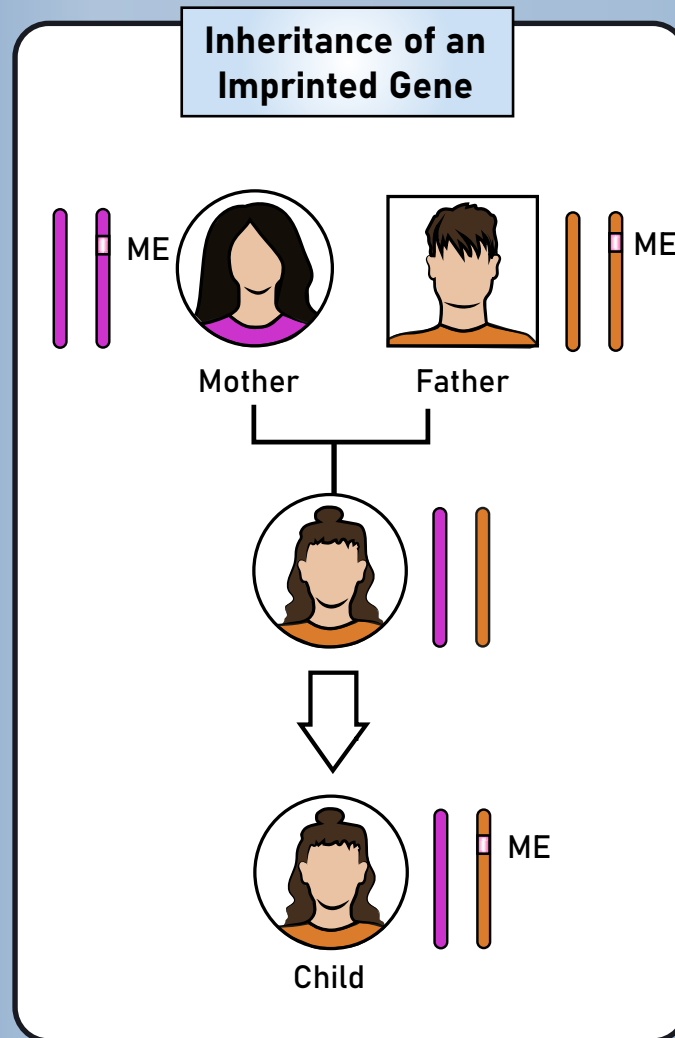 Inheritance of an
Imprinted Gene
ME
ME
Mother
Father
ME
Child